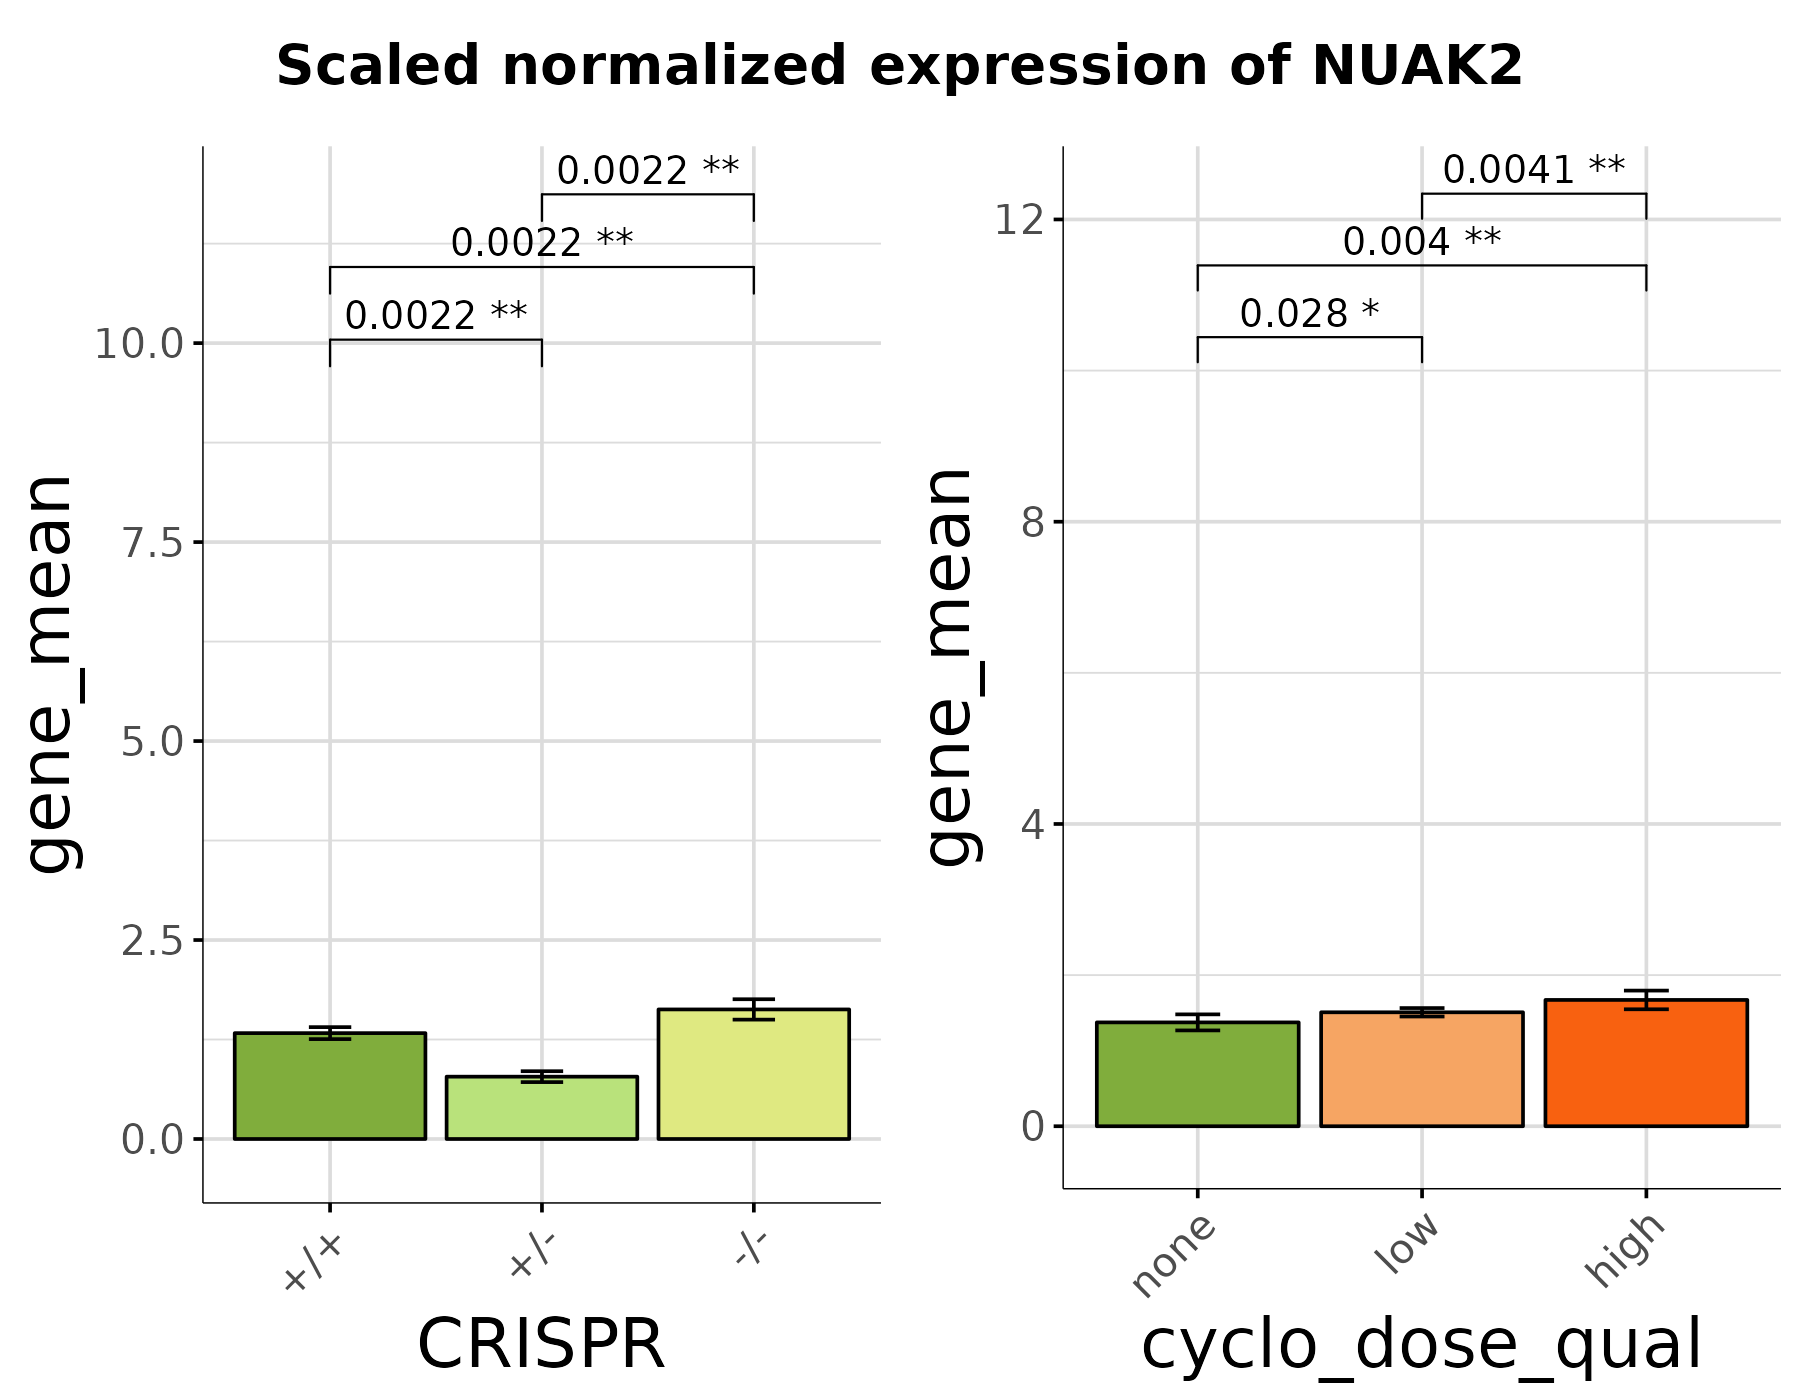 Scaled normalized expression of NUAK2
gene_mean
10.0
7.5
5.0
2.5
0.0
0.0022 **
0.0022 **
0.0022 **
+/+
+/-
-/-
CRISPR
gene_mean
12
8
4
0
0.0041 **
0.004 **
0.028 *
none
low
high
cyclo_dose_qual